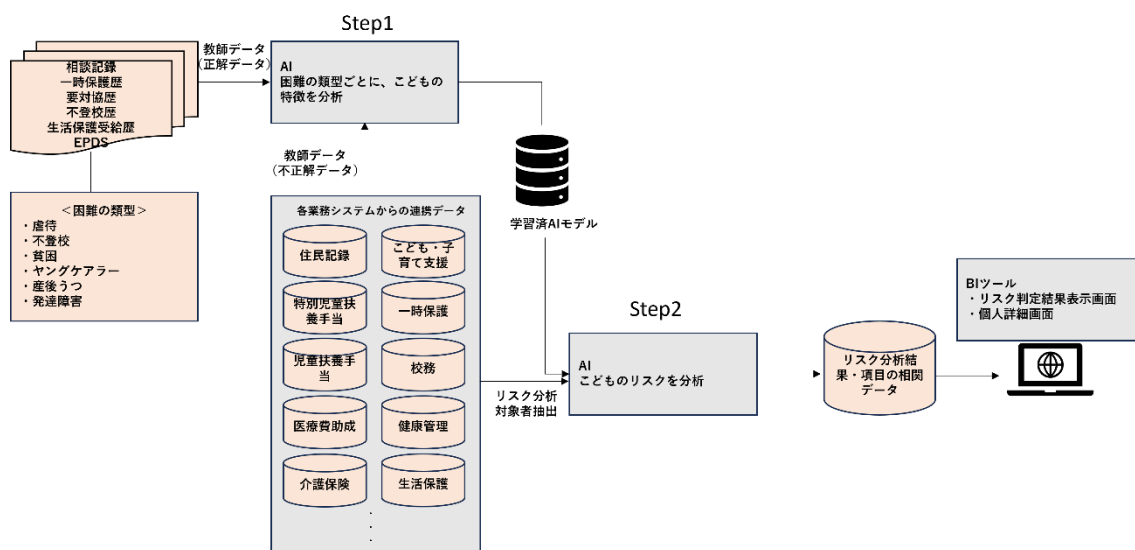 Step1
相談記録
一時保護歴
要対協歴
不登校歴
生活保護受給歴
EPDS
教師データ
（正解データ）
AI
困難の類型ごとに、こどもの
特徴を分析
＜困難の類型＞
・虐待
・不登校
・貧困
・ヤングケアラー
・産後うつ
・発達障害
教師データ
（不正解データ）
学習済AIモデル
各業務システムからの連携データ
住民記録
こども・子
育て支援
特別児童扶
養手当
一時保護
児童扶養手
当
校務
医療費助成
健康管理
介護保険
生活保護
.
.
.
リスク分析
対象者抽出
Step2
AI
こどものリスクを分析
リスク分析結
果・項目の相関
データ
BIツール
・リスク判定結果表示画面
・個人詳細画面